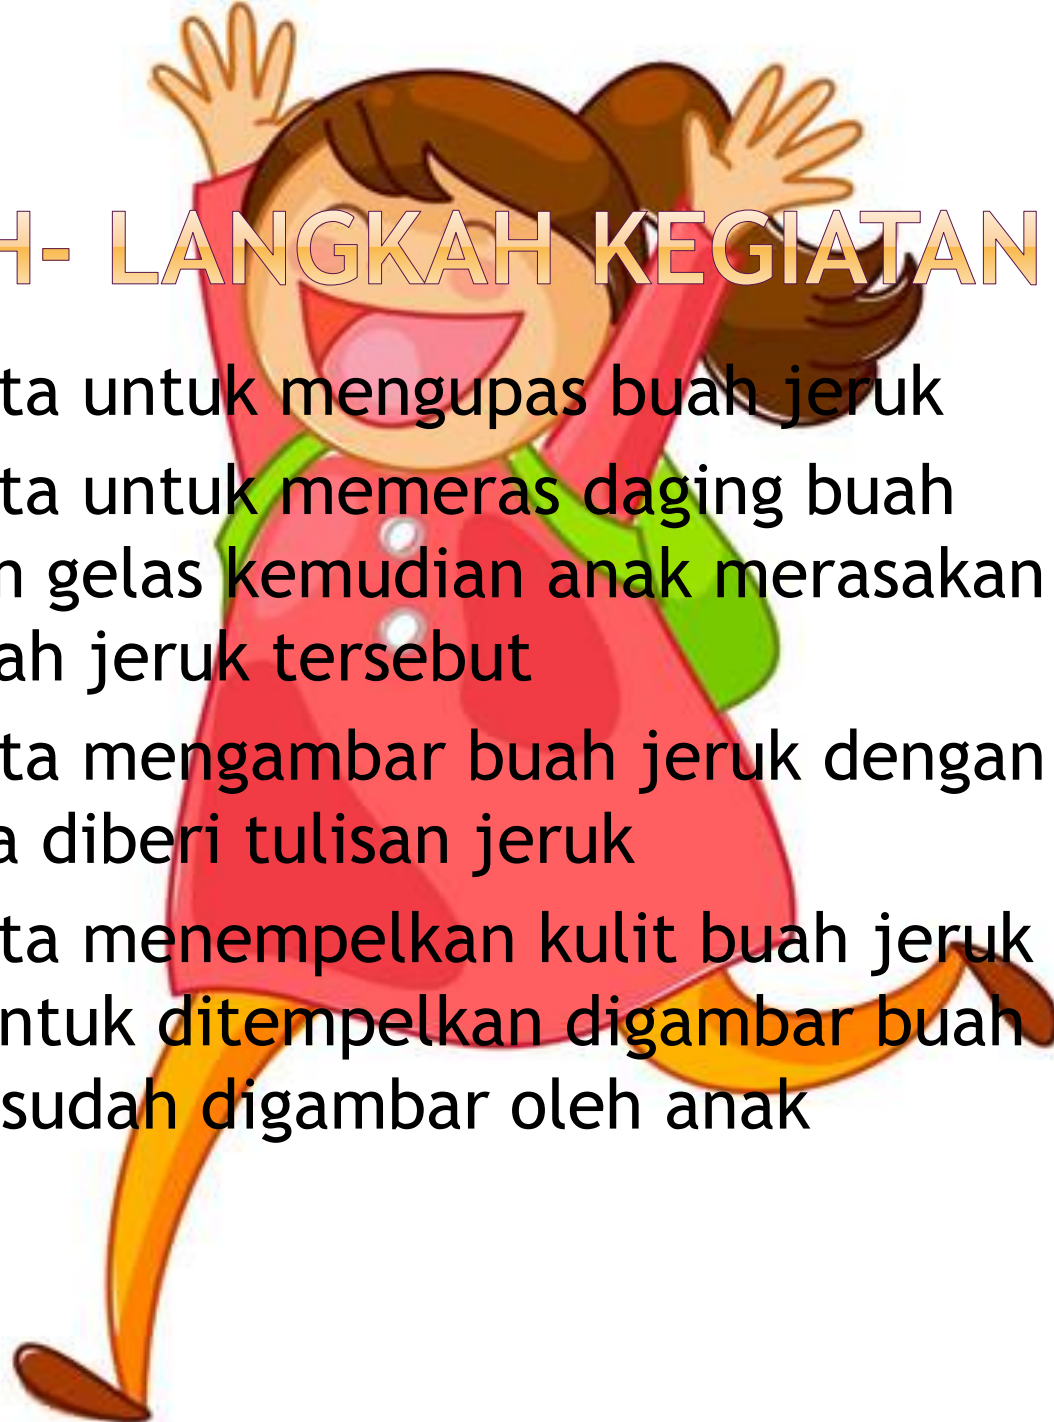 H- LANGKAH KEGIATAN
ta untuk mengupas buah jeruk
ta untuk memeras daging buah
n gelas kemudian anak merasakan
ah jeruk tersebut
ta mengambar buah jeruk dengan
a diberi tulisan jeruk
ta menempelkan kulit buah jeruk
ntuk ditempelkan digambar buah
sudah digambar oleh anak